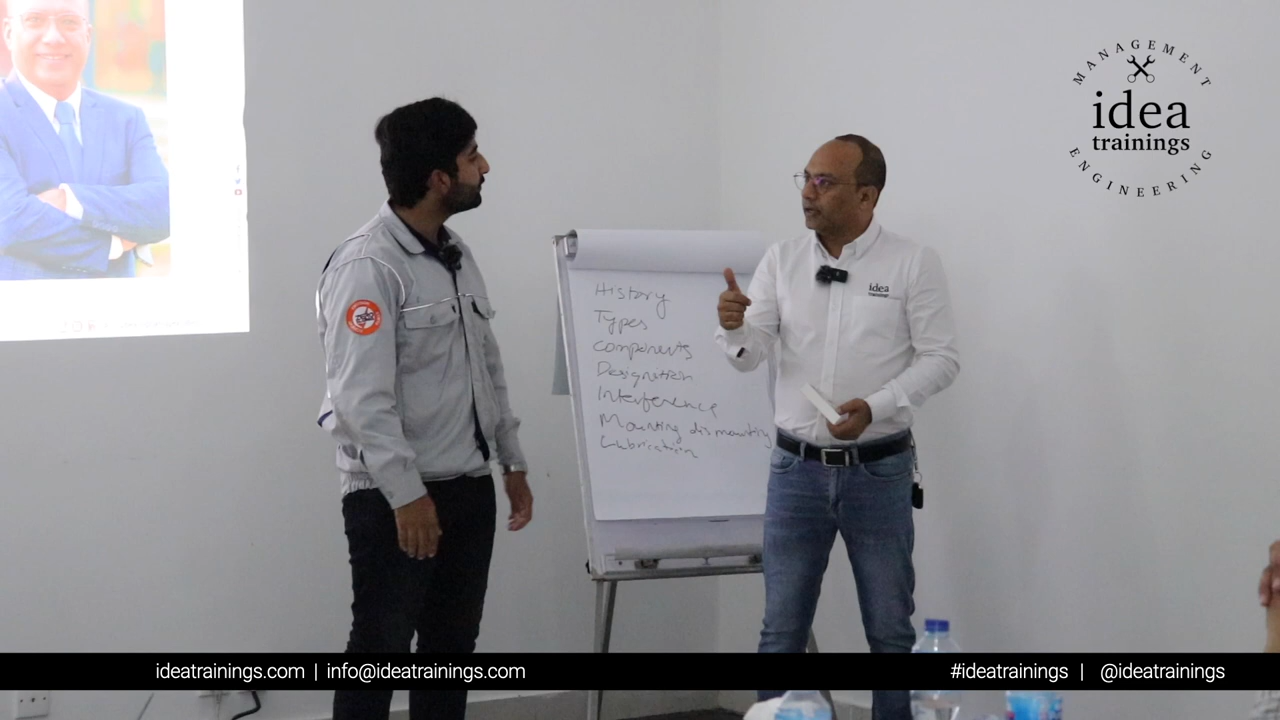 MANAGEMENT
idea
trainings
ENGINEERING
idea
trainings
History
Types
Components
Designation
Interference
Mounting dismounting
Lubrication
ideatrainings.com | info@ideatrainings.com
#ideatrainings | @ideatrainings